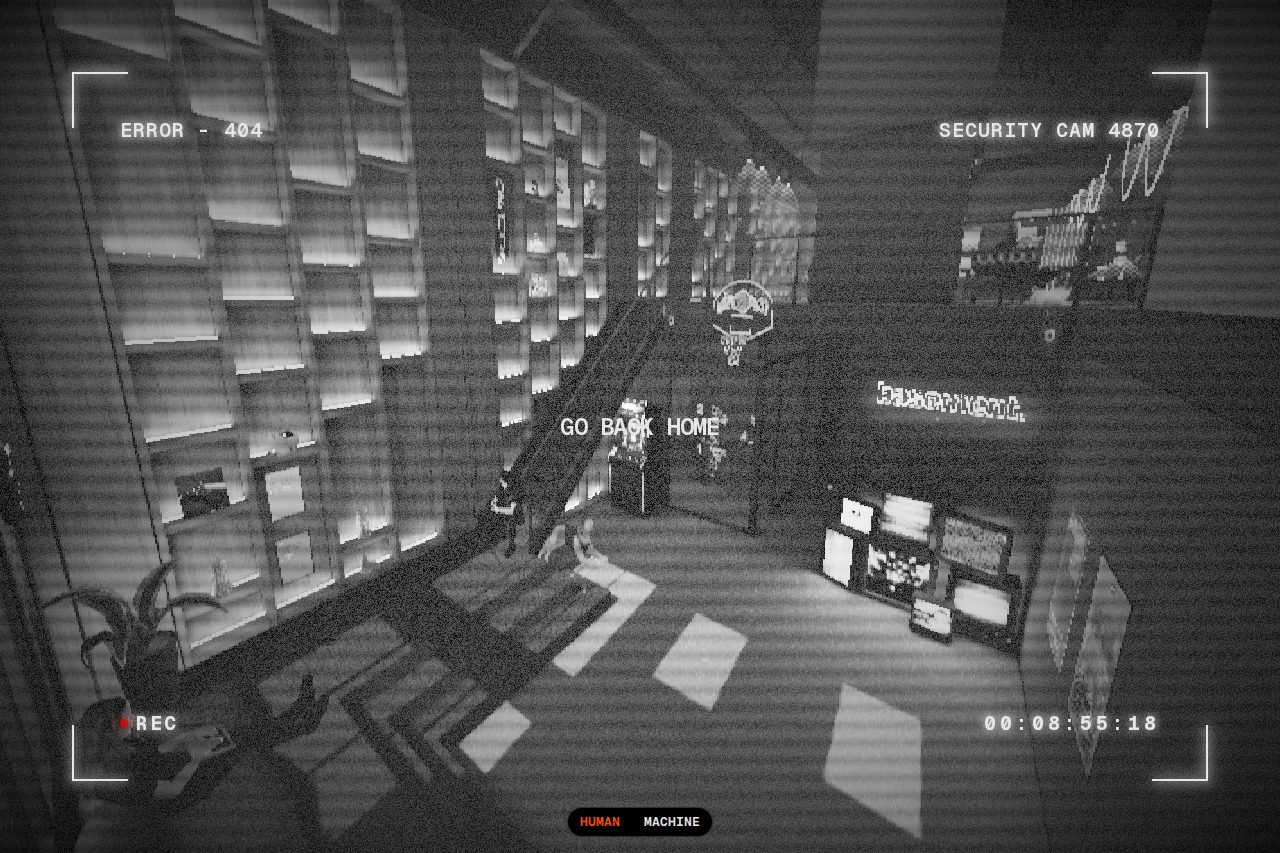 ERROR - 404
SECURITY CAM 4870
GO BACK HOME
REC
00:08:55:18
HUMAN MACHINE